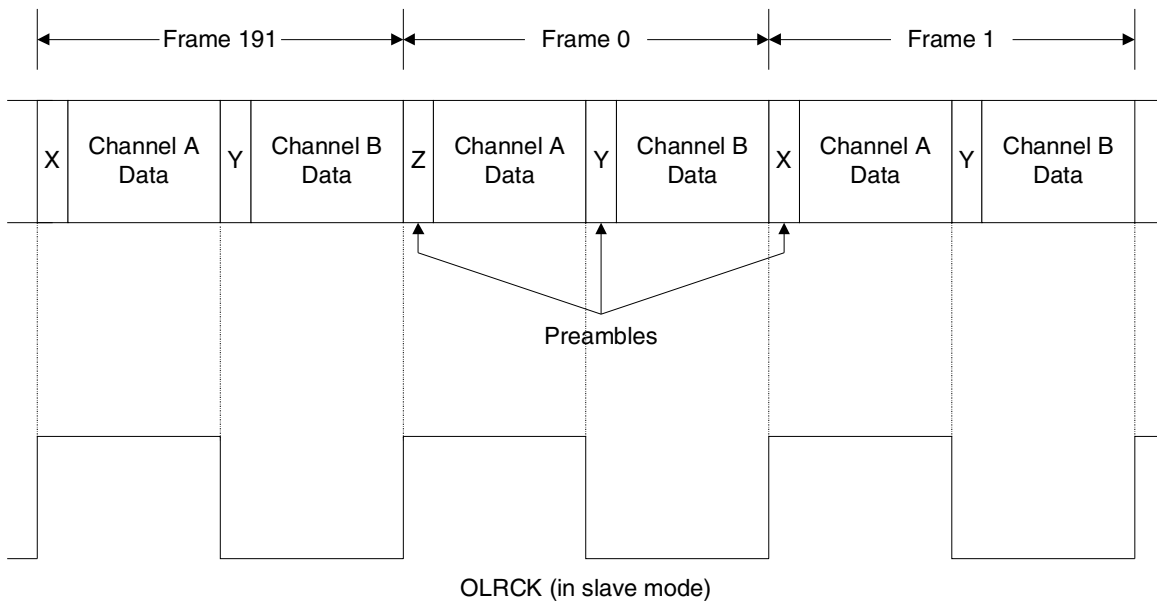 Frame 191
Frame 0
Frame 1
X
Channel A
Data
Y
Channel B
Data
Z
Channel A
Data
Y
Channel B
Data
X
Channel A
Data
Y
Channel B
Data
Preambles
OLRCK (in slave mode)